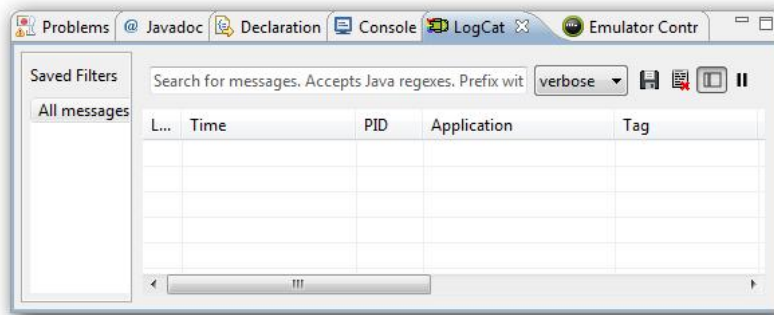 Problems @ Javadoc Declaration Console LogCat Emulator Contr
Saved Filters
All messages
Search for messages. Accepts Java regexes. Prefix wit verbose
L... Time PID Application Tag